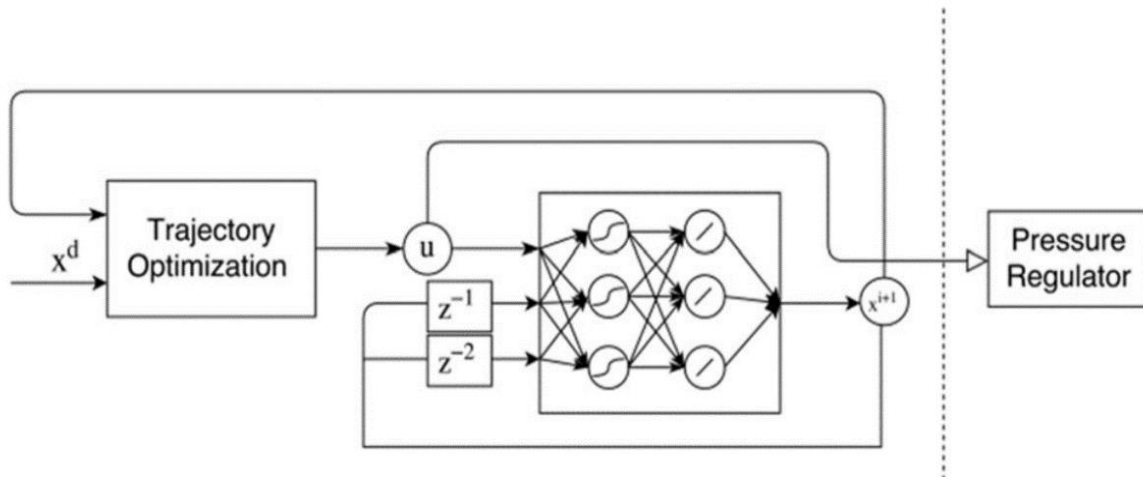 Trajectory
Optimization
x^d
u
z^-1
z^-2
x^i+1
Pressure
Regulator